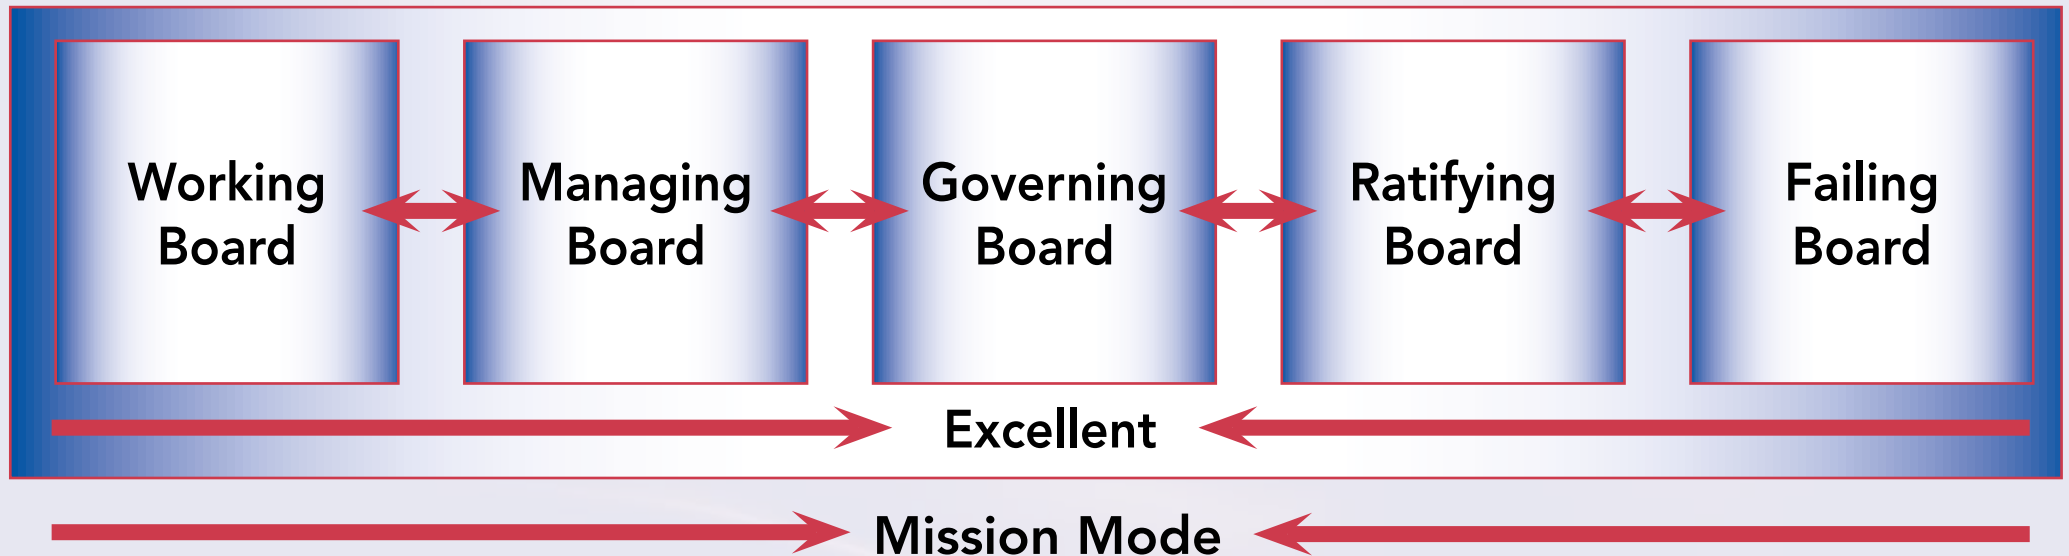 Working
Board
Managing
Board
Governing
Board
Ratifying
Board
Failing
Board
Excellent
Mission Mode